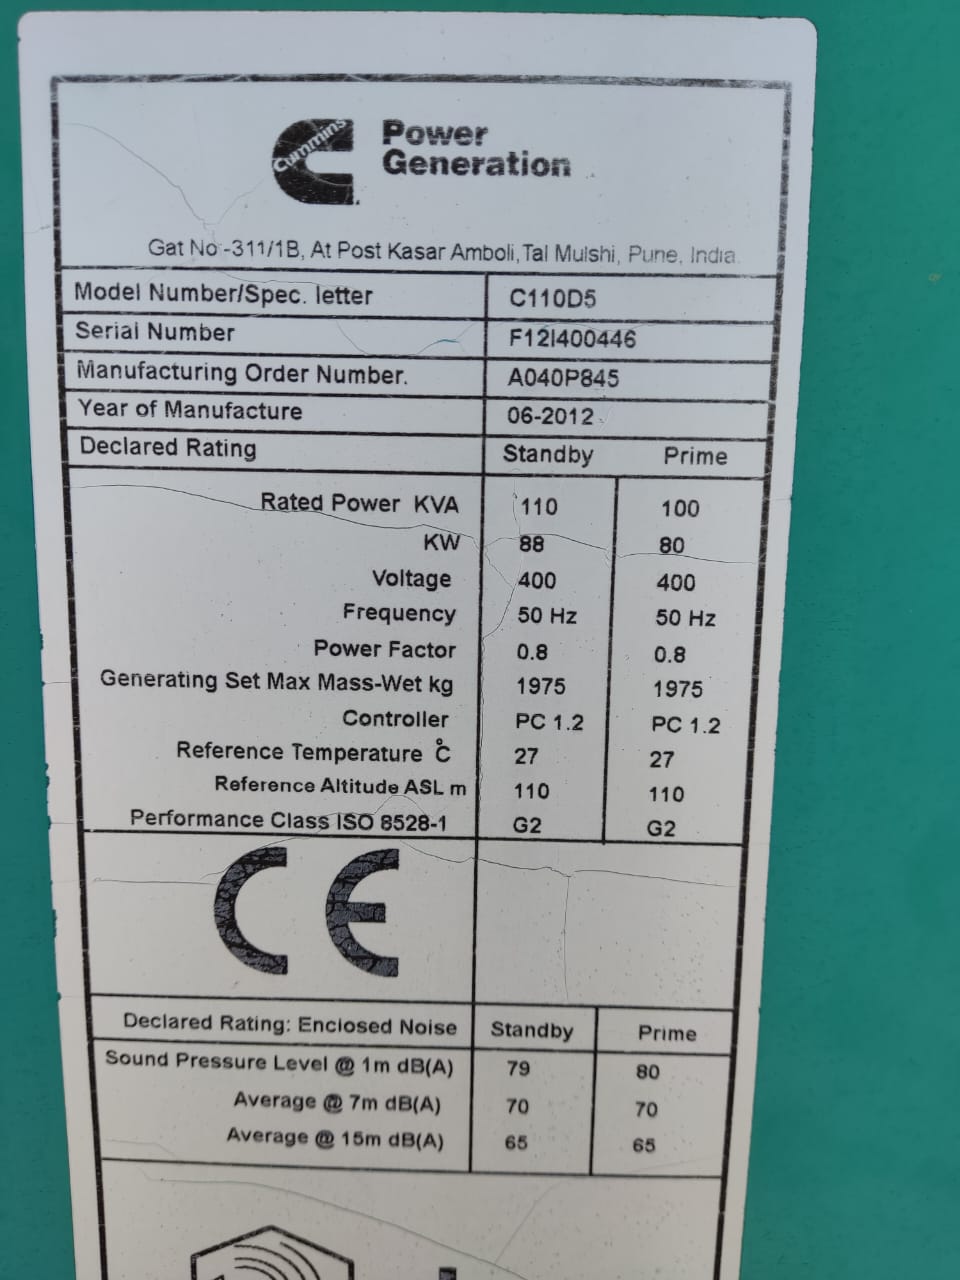 Cummins
Power
Generation
Gat No-311/1B, At Post Kasar Amboli, Tal Mulshi, Pune, India.
Model Number/Spec. letter C110D5
Serial Number F12I400446
Manufacturing Order Number. A040P845
Year of Manufacture 06-2012
Declared Rating Standby Prime
Rated Power KVA 110 100
KW 88 80
Voltage 400 400
Frequency 50 Hz 50 Hz
Power Factor 0.8 0.8
Generating Set Max Mass-Wet kg 1975 1975
Controller PC 1.2 PC 1.2
Reference Temperature °C 27 27
Reference Altitude ASL m 110 110
Performance Class ISO 8528-1 G2 G2
CE
Declared Rating: Enclosed Noise Standby Prime
Sound Pressure Level @ 1m dB(A) 79 80
Average @ 7m dB(A) 70 70
Average @ 15m dB(A) 65 65